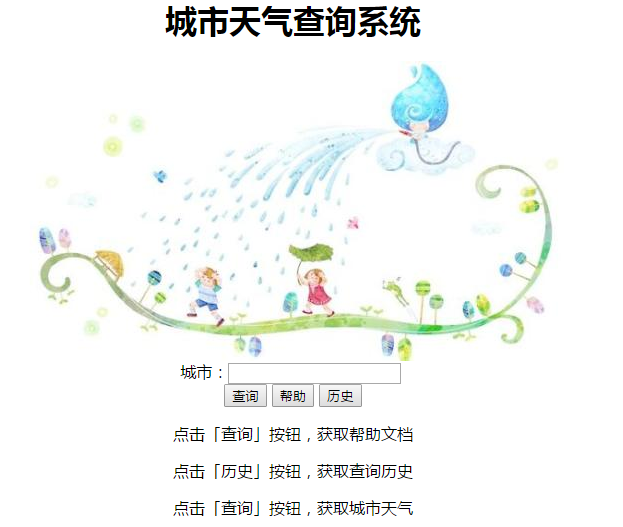 城市天气查询系统
城市：
查询 帮助 历史
点击「查询」按钮，获取帮助文档
点击「历史」按钮，获取查询历史
点击「查询」按钮，获取城市天气